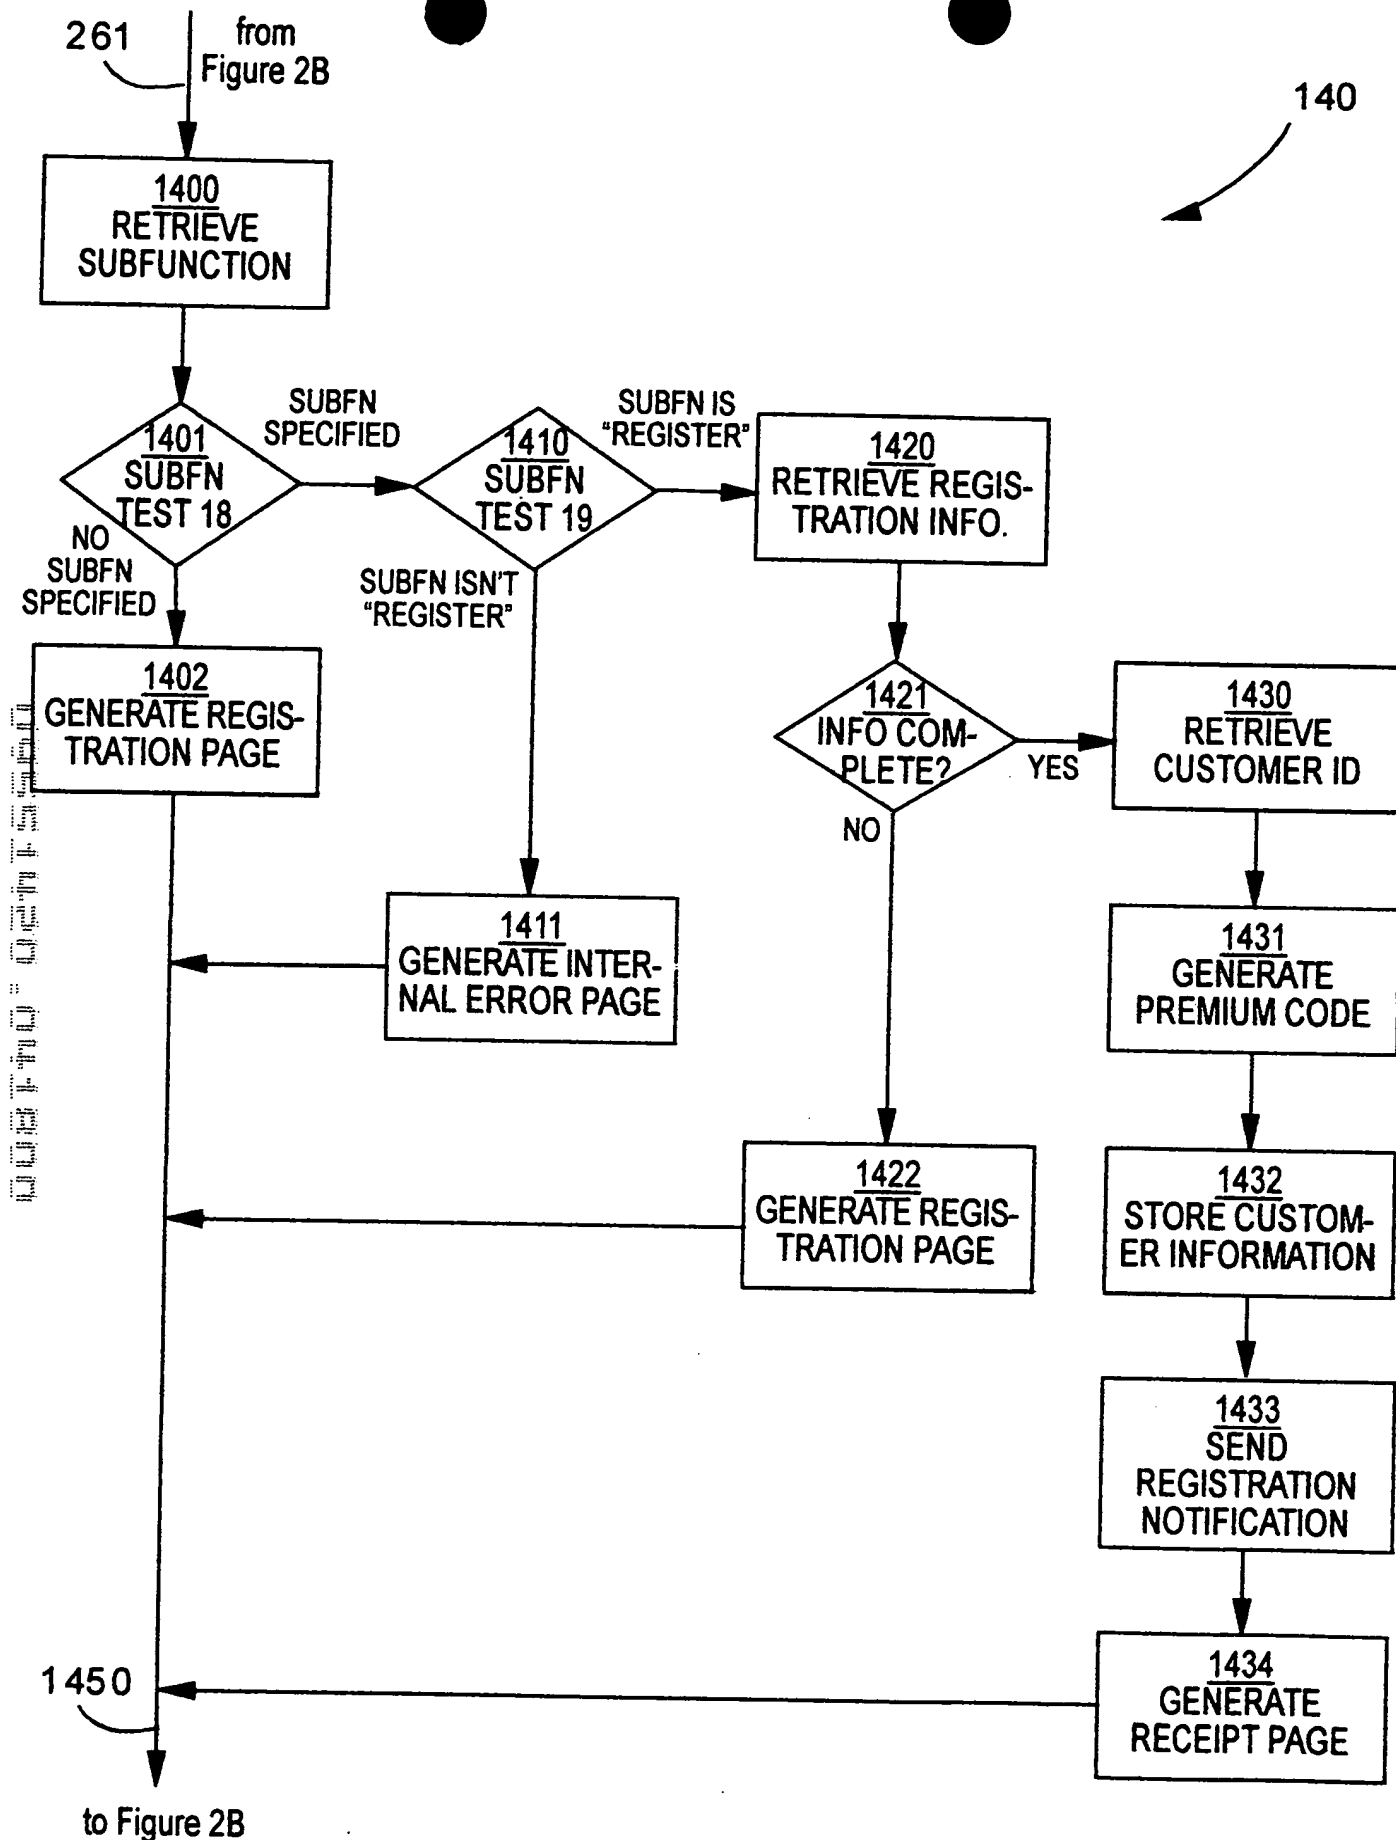 261
from
Figure 2B
140
1400
RETRIEVE
SUBFUNCTION
1401
SUBFN
TEST 18
SUBFN
SPECIFIED
1410
SUBFN
TEST 19
SUBFN IS
"REGISTER"
1420
RETRIEVE REGIS-
TRATION INFO.
NO
SUBFN
SPECIFIED
SUBFN ISN'T
"REGISTER"
1402
GENERATE REGIS-
TRATION PAGE
1421
INFO COM-
PLETE?
YES
NO
1430
RETRIEVE
CUSTOMER ID
1411
GENERATE INTER-
NAL ERROR PAGE
1431
GENERATE
PREMIUM CODE
1422
GENERATE REGIS-
TRATION PAGE
1432
STORE CUSTOM-
ER INFORMATION
1433
SEND
REGISTRATION
NOTIFICATION
1434
GENERATE
RECEIPT PAGE
1450
to Figure 2B